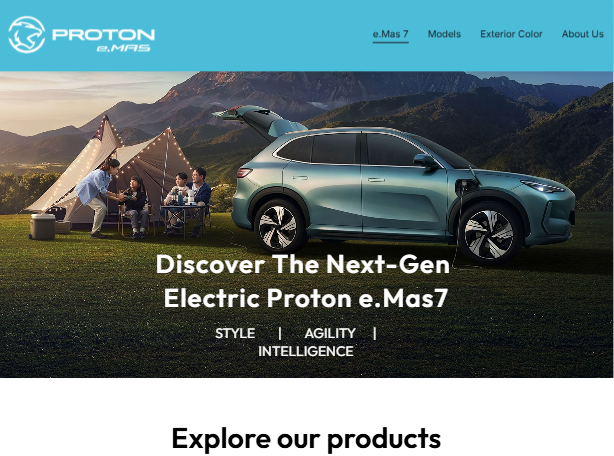 PROTON
e.MAS
e.Mas 7 Models Exterior Color About Us
Discover The Next-Gen
Electric Proton e.Mas7
STYLE | AGILITY |
INTELLIGENCE
Explore our products